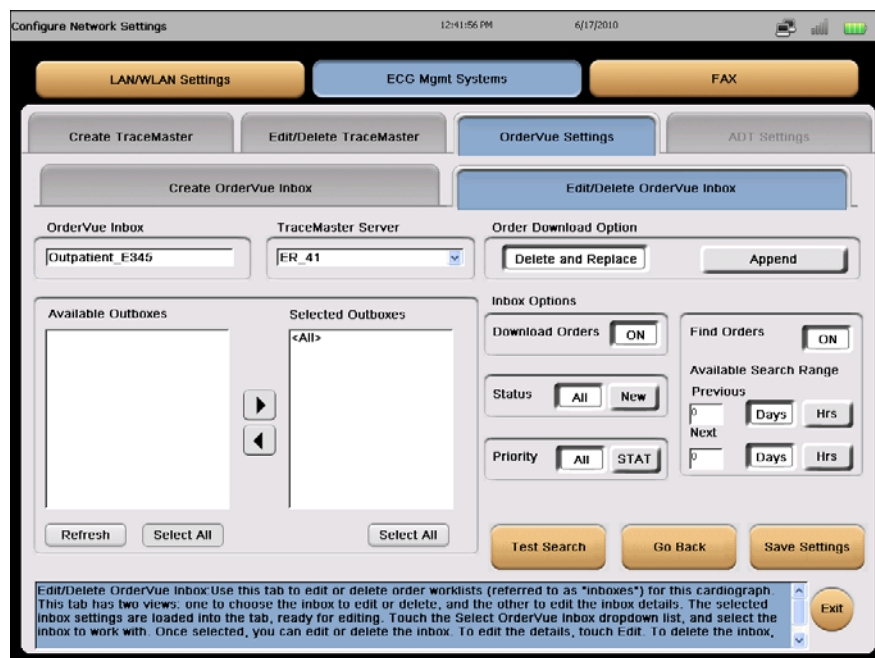 Configure Network Settings 12:41:56 PM 6/17/2010
LAN/WLAN Settings ECG Mgmt Systems FAX
Create TraceMaster Edit/Delete TraceMaster OrderVue Settings ADT Settings
Create OrderVue Inbox Edit/Delete OrderVue Inbox
OrderVue Inbox TraceMaster Server Order Download Option
Outpatient_E345 ER_41 Delete and Replace Append
Inbox Options
Available Outboxes Selected Outboxes
<All>
Download Orders ON Find Orders ON
Available Search Range
Status All New Previous
0 Days Hrs
Next
Priority All STAT 0 Days Hrs
Refresh Select All Select All
Test Search Go Back Save Settings
Edit/Delete OrderVue Inbox:Use this tab to edit or delete order worklists (referred to as "inboxes") for this cardiograph.
This tab has two views: one to choose the inbox to edit or delete, and the other to edit the inbox details. The selected
inbox settings are loaded into the tab, ready for editing. Touch the Select OrderVue Inbox dropdown list, and select the
inbox to work with. Once selected, you can edit or delete the inbox. To edit the details, touch Edit. To delete the inbox,
Exit